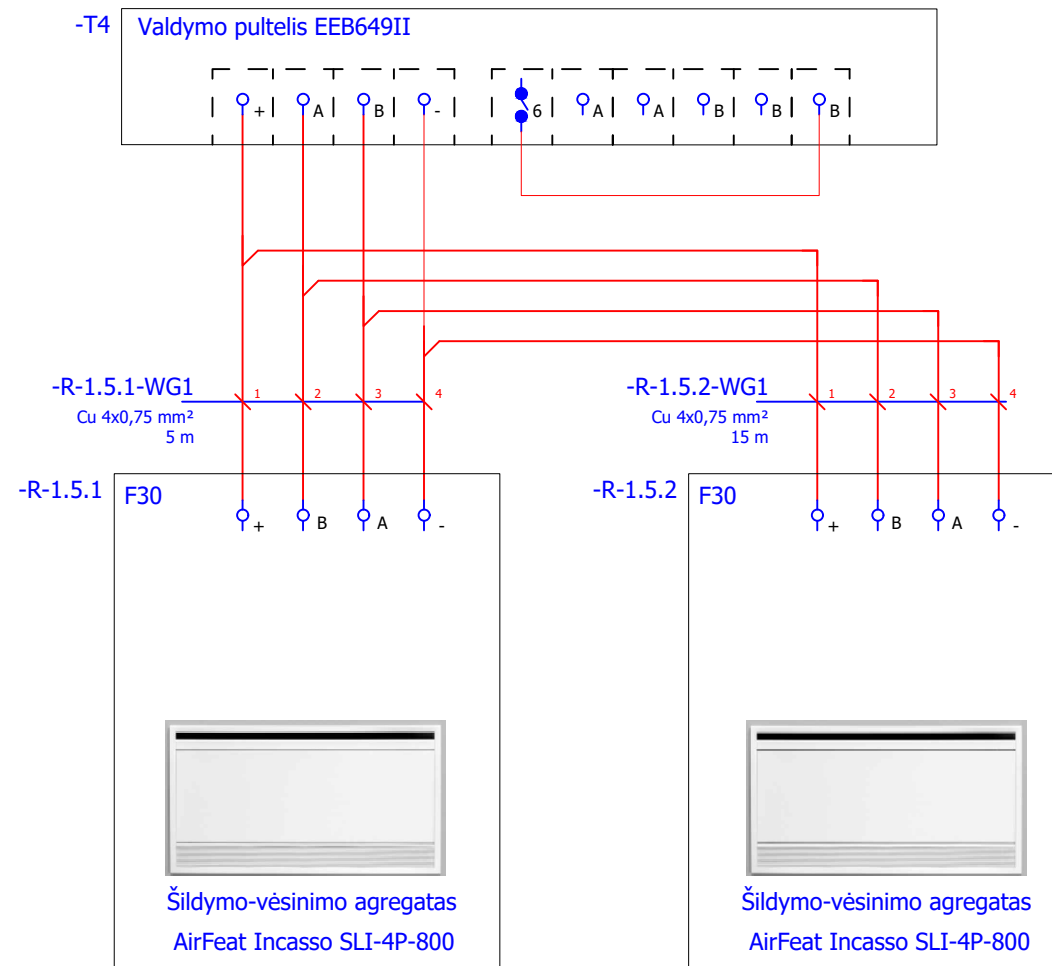 -T4 Valdymo pultelis EEB649II
+ A B - 6 A A B B B
-R-1.5.1-WG1
Cu 4x0,75 mm²
5 m
1 2 3 4
-R-1.5.2-WG1
Cu 4x0,75 mm²
15 m
1 2 3 4
-R-1.5.1 F30
+ B A -
-R-1.5.2 F30
+ B A -
Šildymo-vėsinimo agregatas
AirFeat Incasso SLI-4P-800
Šildymo-vėsinimo agregatas
AirFeat Incasso SLI-4P-800